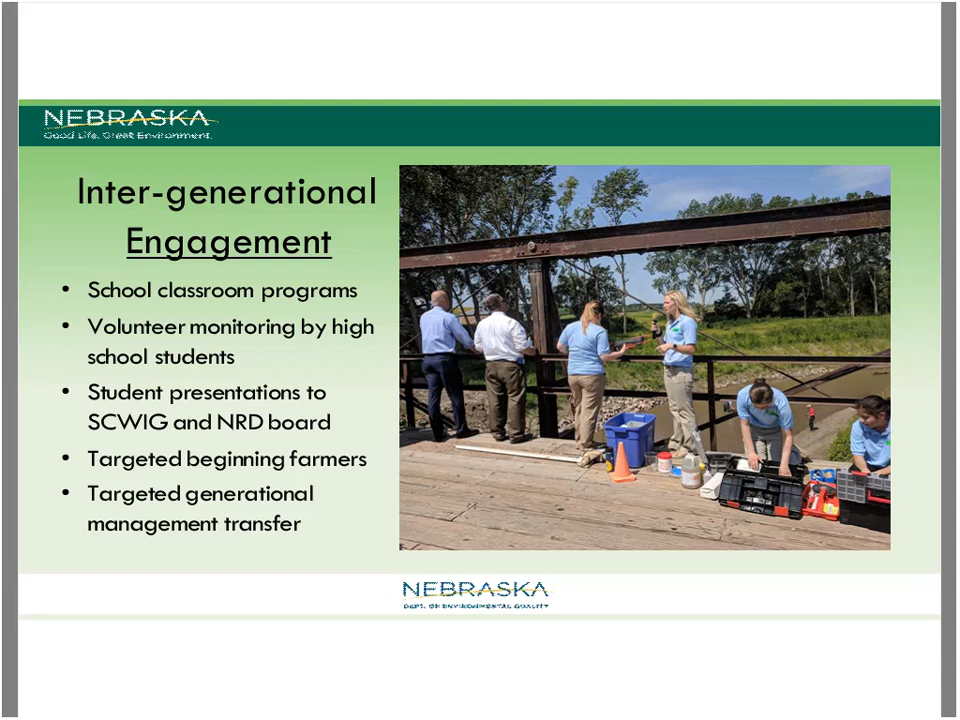 NEBRASKA
Good Life. Great Environment.
Inter-generational
Engagement
• School classroom programs
• Volunteer monitoring by high
school students
• Student presentations to
SCWIG and NRD board
• Targeted beginning farmers
• Targeted generational
management transfer
NEBRASKA
DEPT. OF ENVIRONMENTAL QUALITY